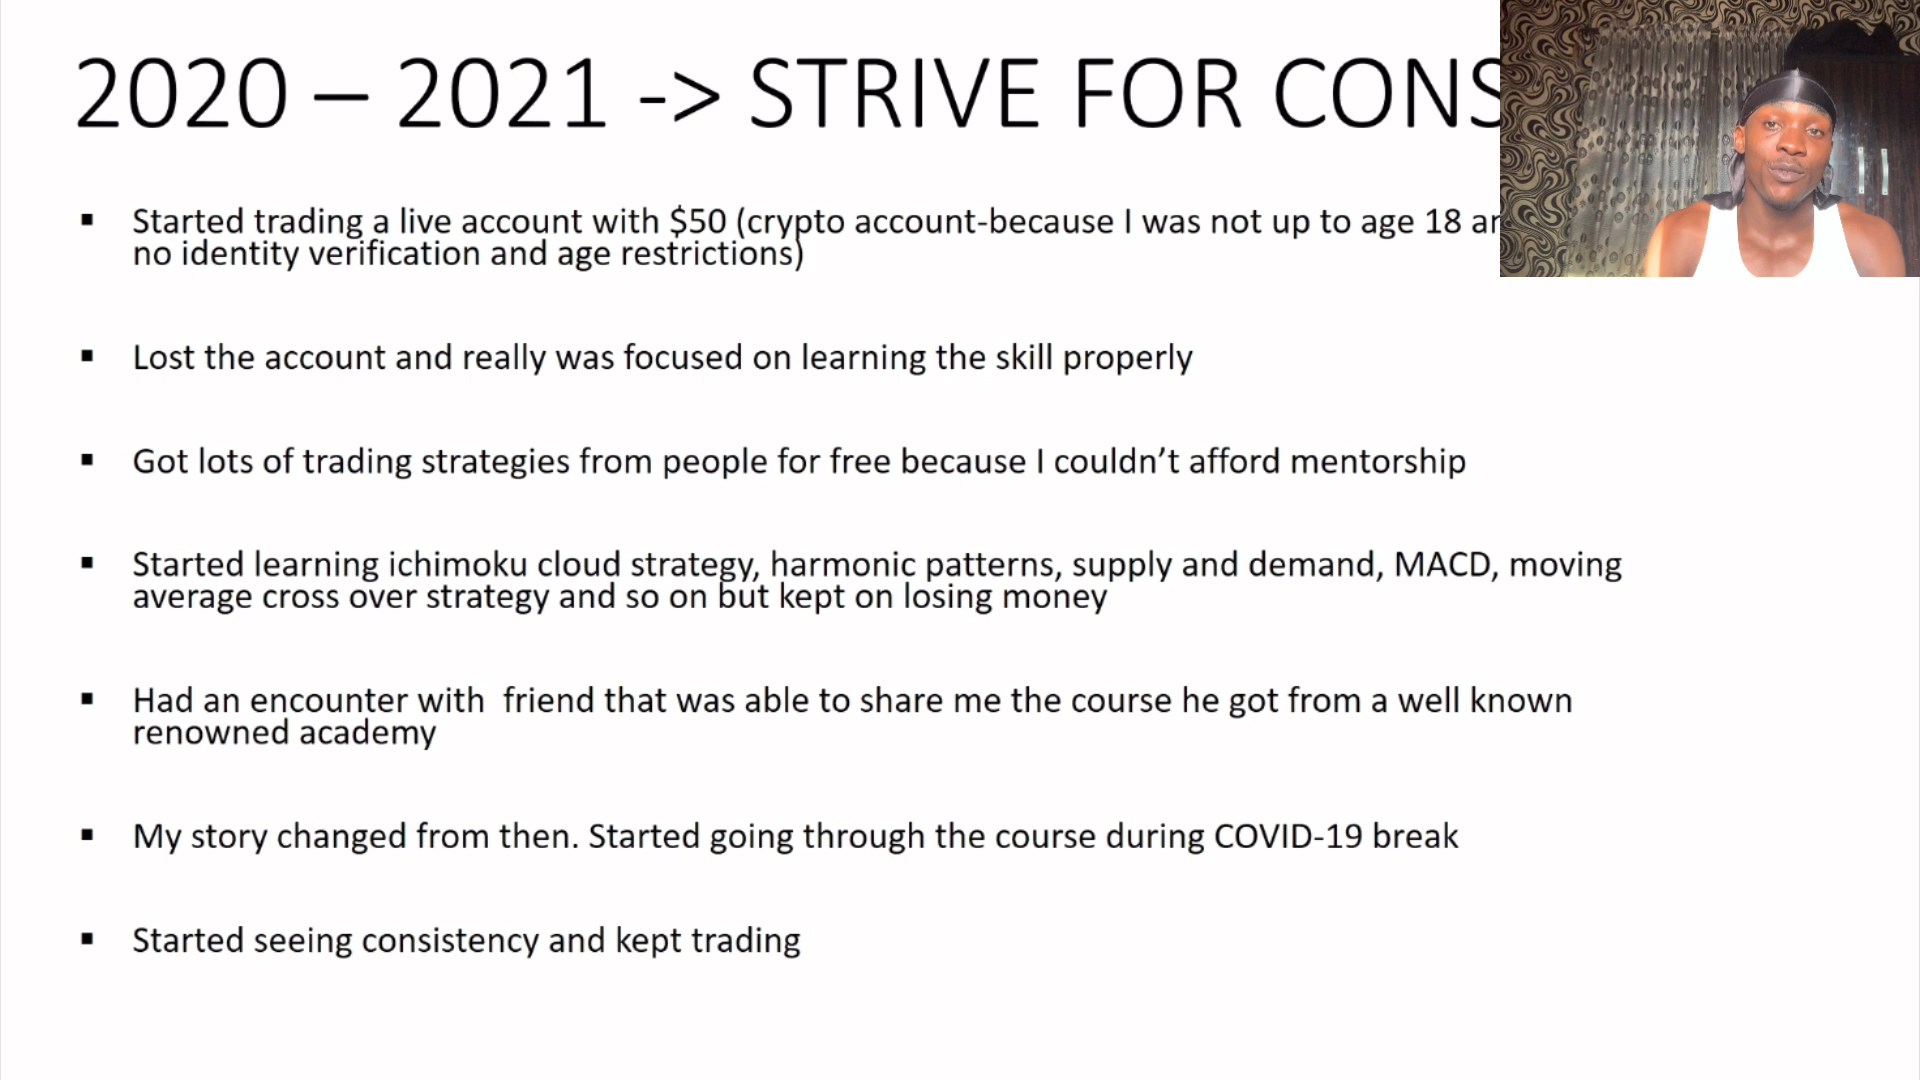 2020 – 2021 -> STRIVE FOR
▪ Started trading a live account with $50 (crypto account-because I was not up to age 18
no identity verification and age restrictions)
▪ Lost the account and really was focused on learning the skill properly
▪ Got lots of trading strategies from people for free because I couldn’t afford mentorship
▪ Started learning ichimoku cloud strategy, harmonic patterns, supply and demand, MACD, moving
average cross over strategy and so on but kept on losing money
▪ Had an encounter with  friend that was able to share me the course he got from a well known
renowned academy
▪ My story changed from then. Started going through the course during COVID-19 break
▪ Started seeing consistency and kept trading